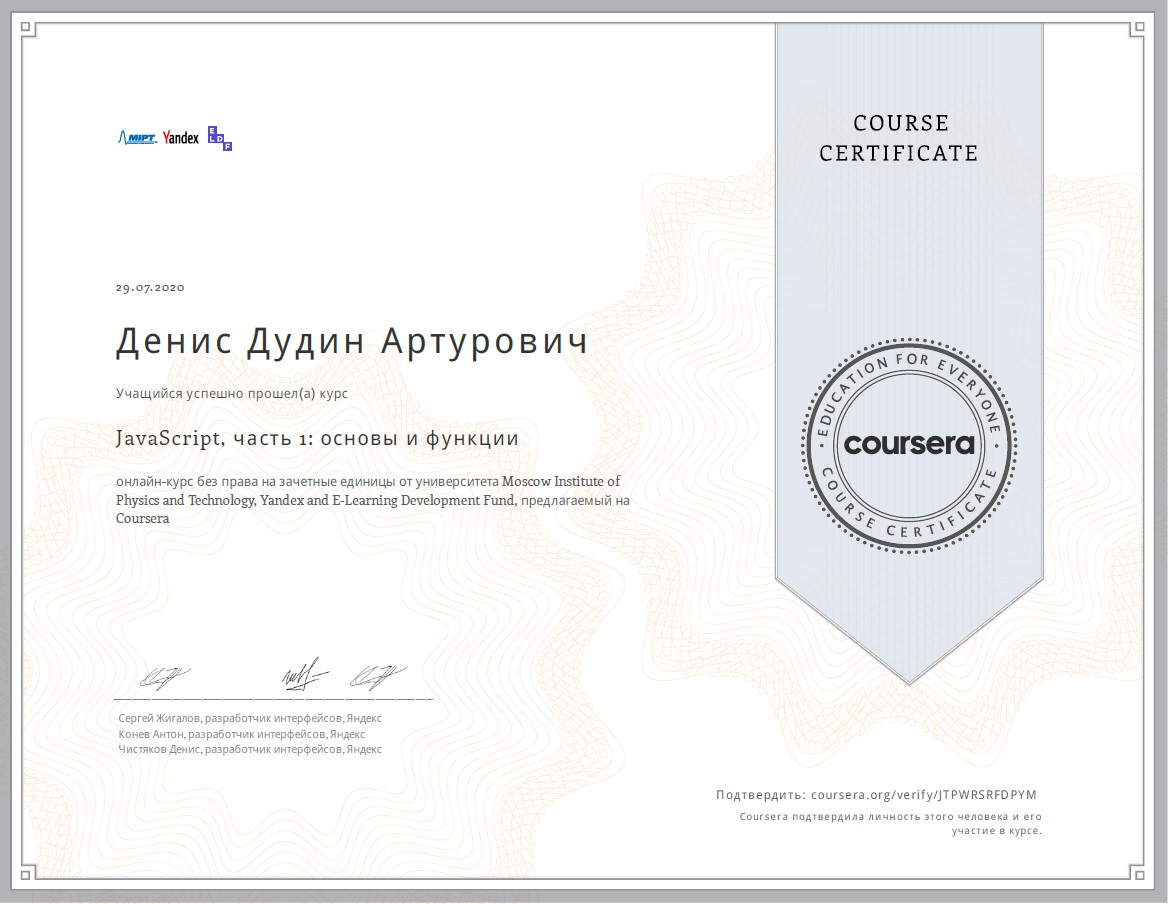 MIPT Yandex E L D F
COURSE
CERTIFICATE
29.07.2020
Денис Дудин Артурович
Учащийся успешно прошел(а) курс
JavaScript, часть 1: основы и функции
онлайн-курс без права на зачетные единицы от университета Moscow Institute of
Physics and Technology, Yandex and E-Learning Development Fund, предлагаемый на
Coursera
EDUCATION FOR EVERYONE
coursera
COURSE CERTIFICATE
Сергей Жигалов, разработчик интерфейсов, Яндекс
Конев Антон, разработчик интерфейсов, Яндекс
Чистяков Денис, разработчик интерфейсов, Яндекс
Подтвердить: coursera.org/verify/JTPWRSRFDPYM
Coursera подтвердила личность этого человека и его
участие в курсе.